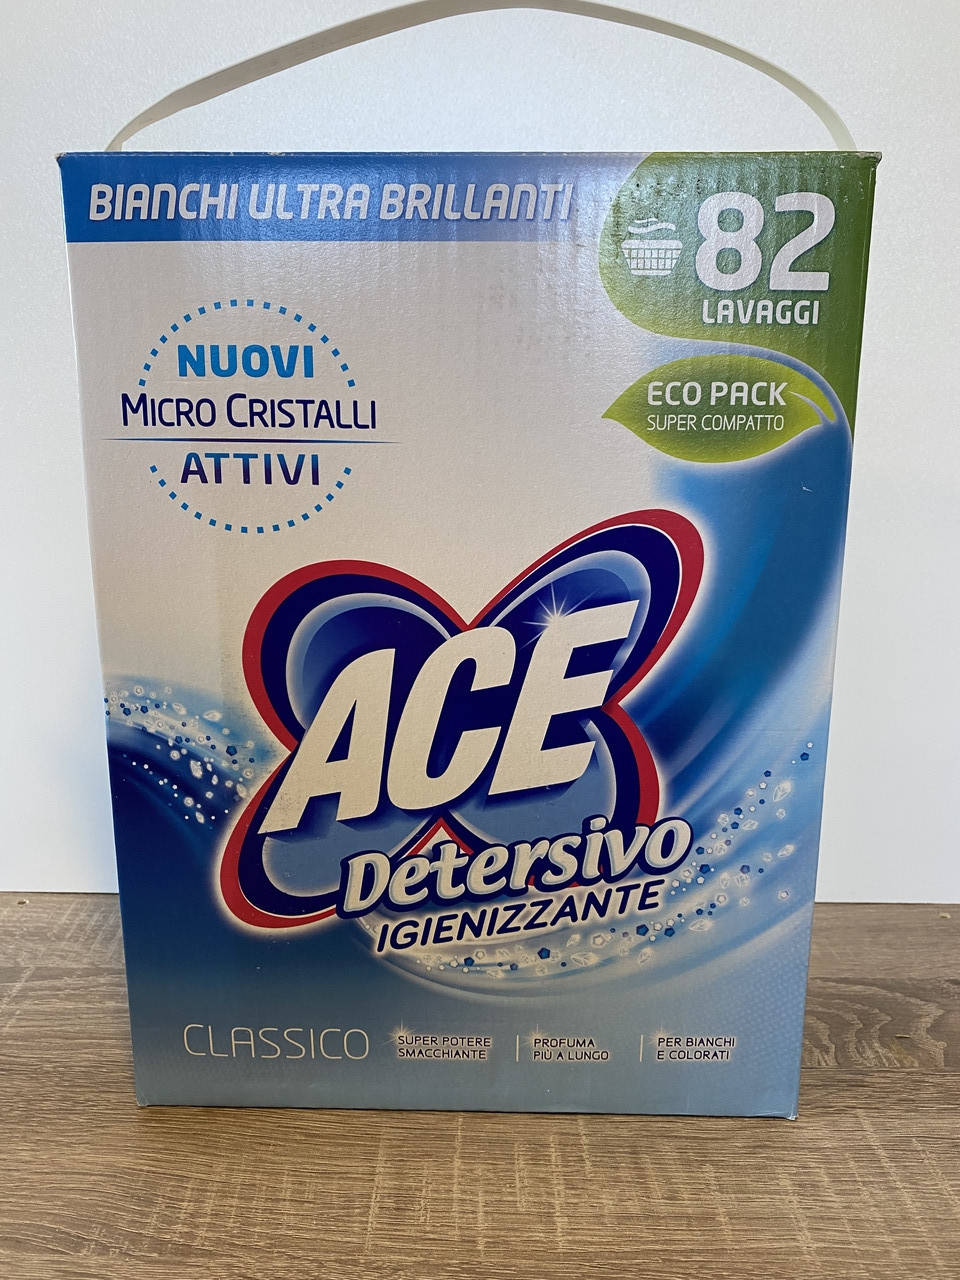 BIANCHI ULTRA BRILLANTI
82
LAVAGGI
ECO PACK
SUPER COMPATTO
NUOVI
MICRO CRISTALLI
ATTIVI
ACE
Detersivo
IGIENIZZANTE
CLASSICO
SUPER POTERE
SMACCHIANTE
PROFUMA
PIÙ A LUNGO
PER BIANCHI
E COLORATI